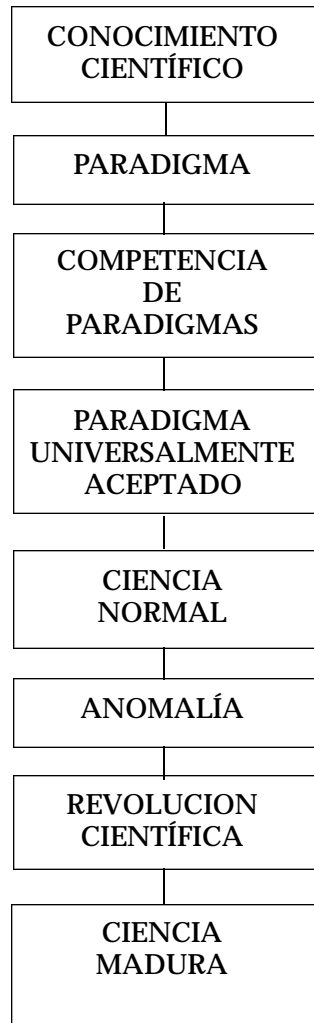 CONOCIMIENTO
CIENTÍFICO
PARADIGMA
COMPETENCIA
DE
PARADIGMAS
PARADIGMA
UNIVERSALMENTE
ACEPTADO
CIENCIA
NORMAL
ANOMALÍA
REVOLUCION
CIENTÍFICA
CIENCIA
MADURA